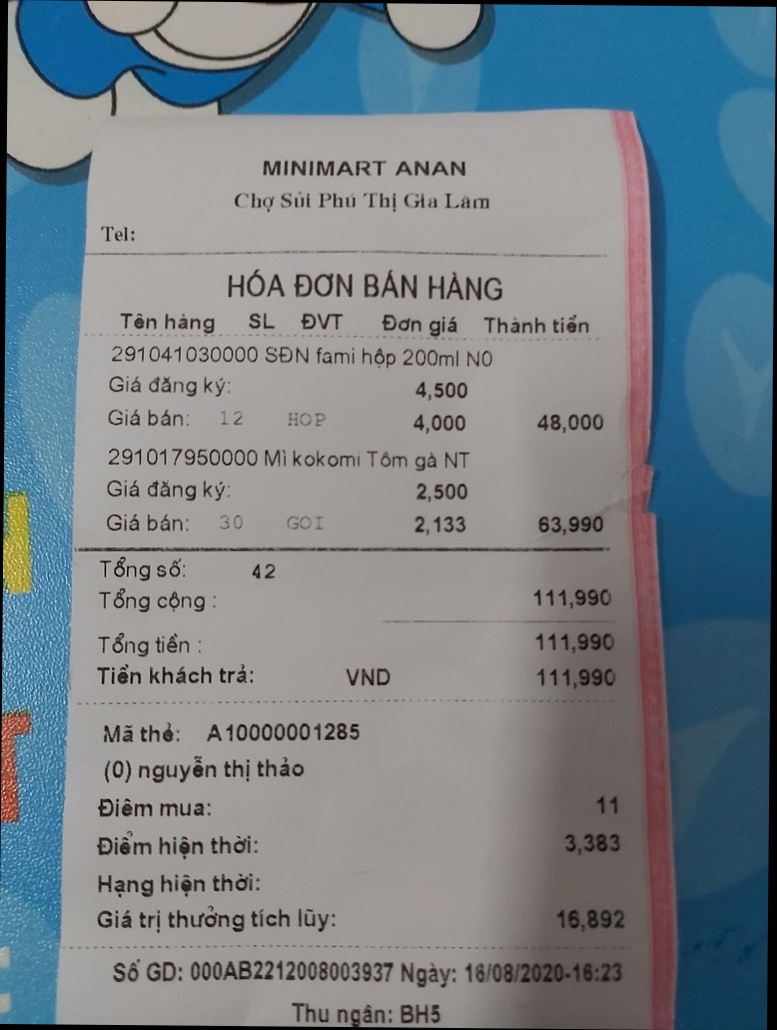 MINIMART ANAN
Chợ Sủi Phú Thị Gia Lâm
Tel:
HÓA ĐƠN BÁN HÀNG
Tên hàng SL ĐVT Đơn giá Thành tiền
291041030000 SĐN fami hộp 200ml N0
Giá đăng ký: 4,500
Giá bán: 12 HOP 4,000 48,000
291017950000 Mì kokomi Tôm gà NT
Giá đăng ký: 2,500
Giá bán: 30 GOI 2,133 63,990
Tổng số: 42
Tổng cộng : 111,990
Tổng tiền : 111,990
Tiền khách trả: VND 111,990
Mã thẻ: A10000001285
(0) nguyễn thị thảo
Điểm mua: 11
Điểm hiện thời: 3,383
Hạng hiện thời:
Giá trị thưởng tích lũy: 16,892
Số GD: 000AB2212008003937 Ngày: 16/08/2020-16:23
Thu ngân: BH5